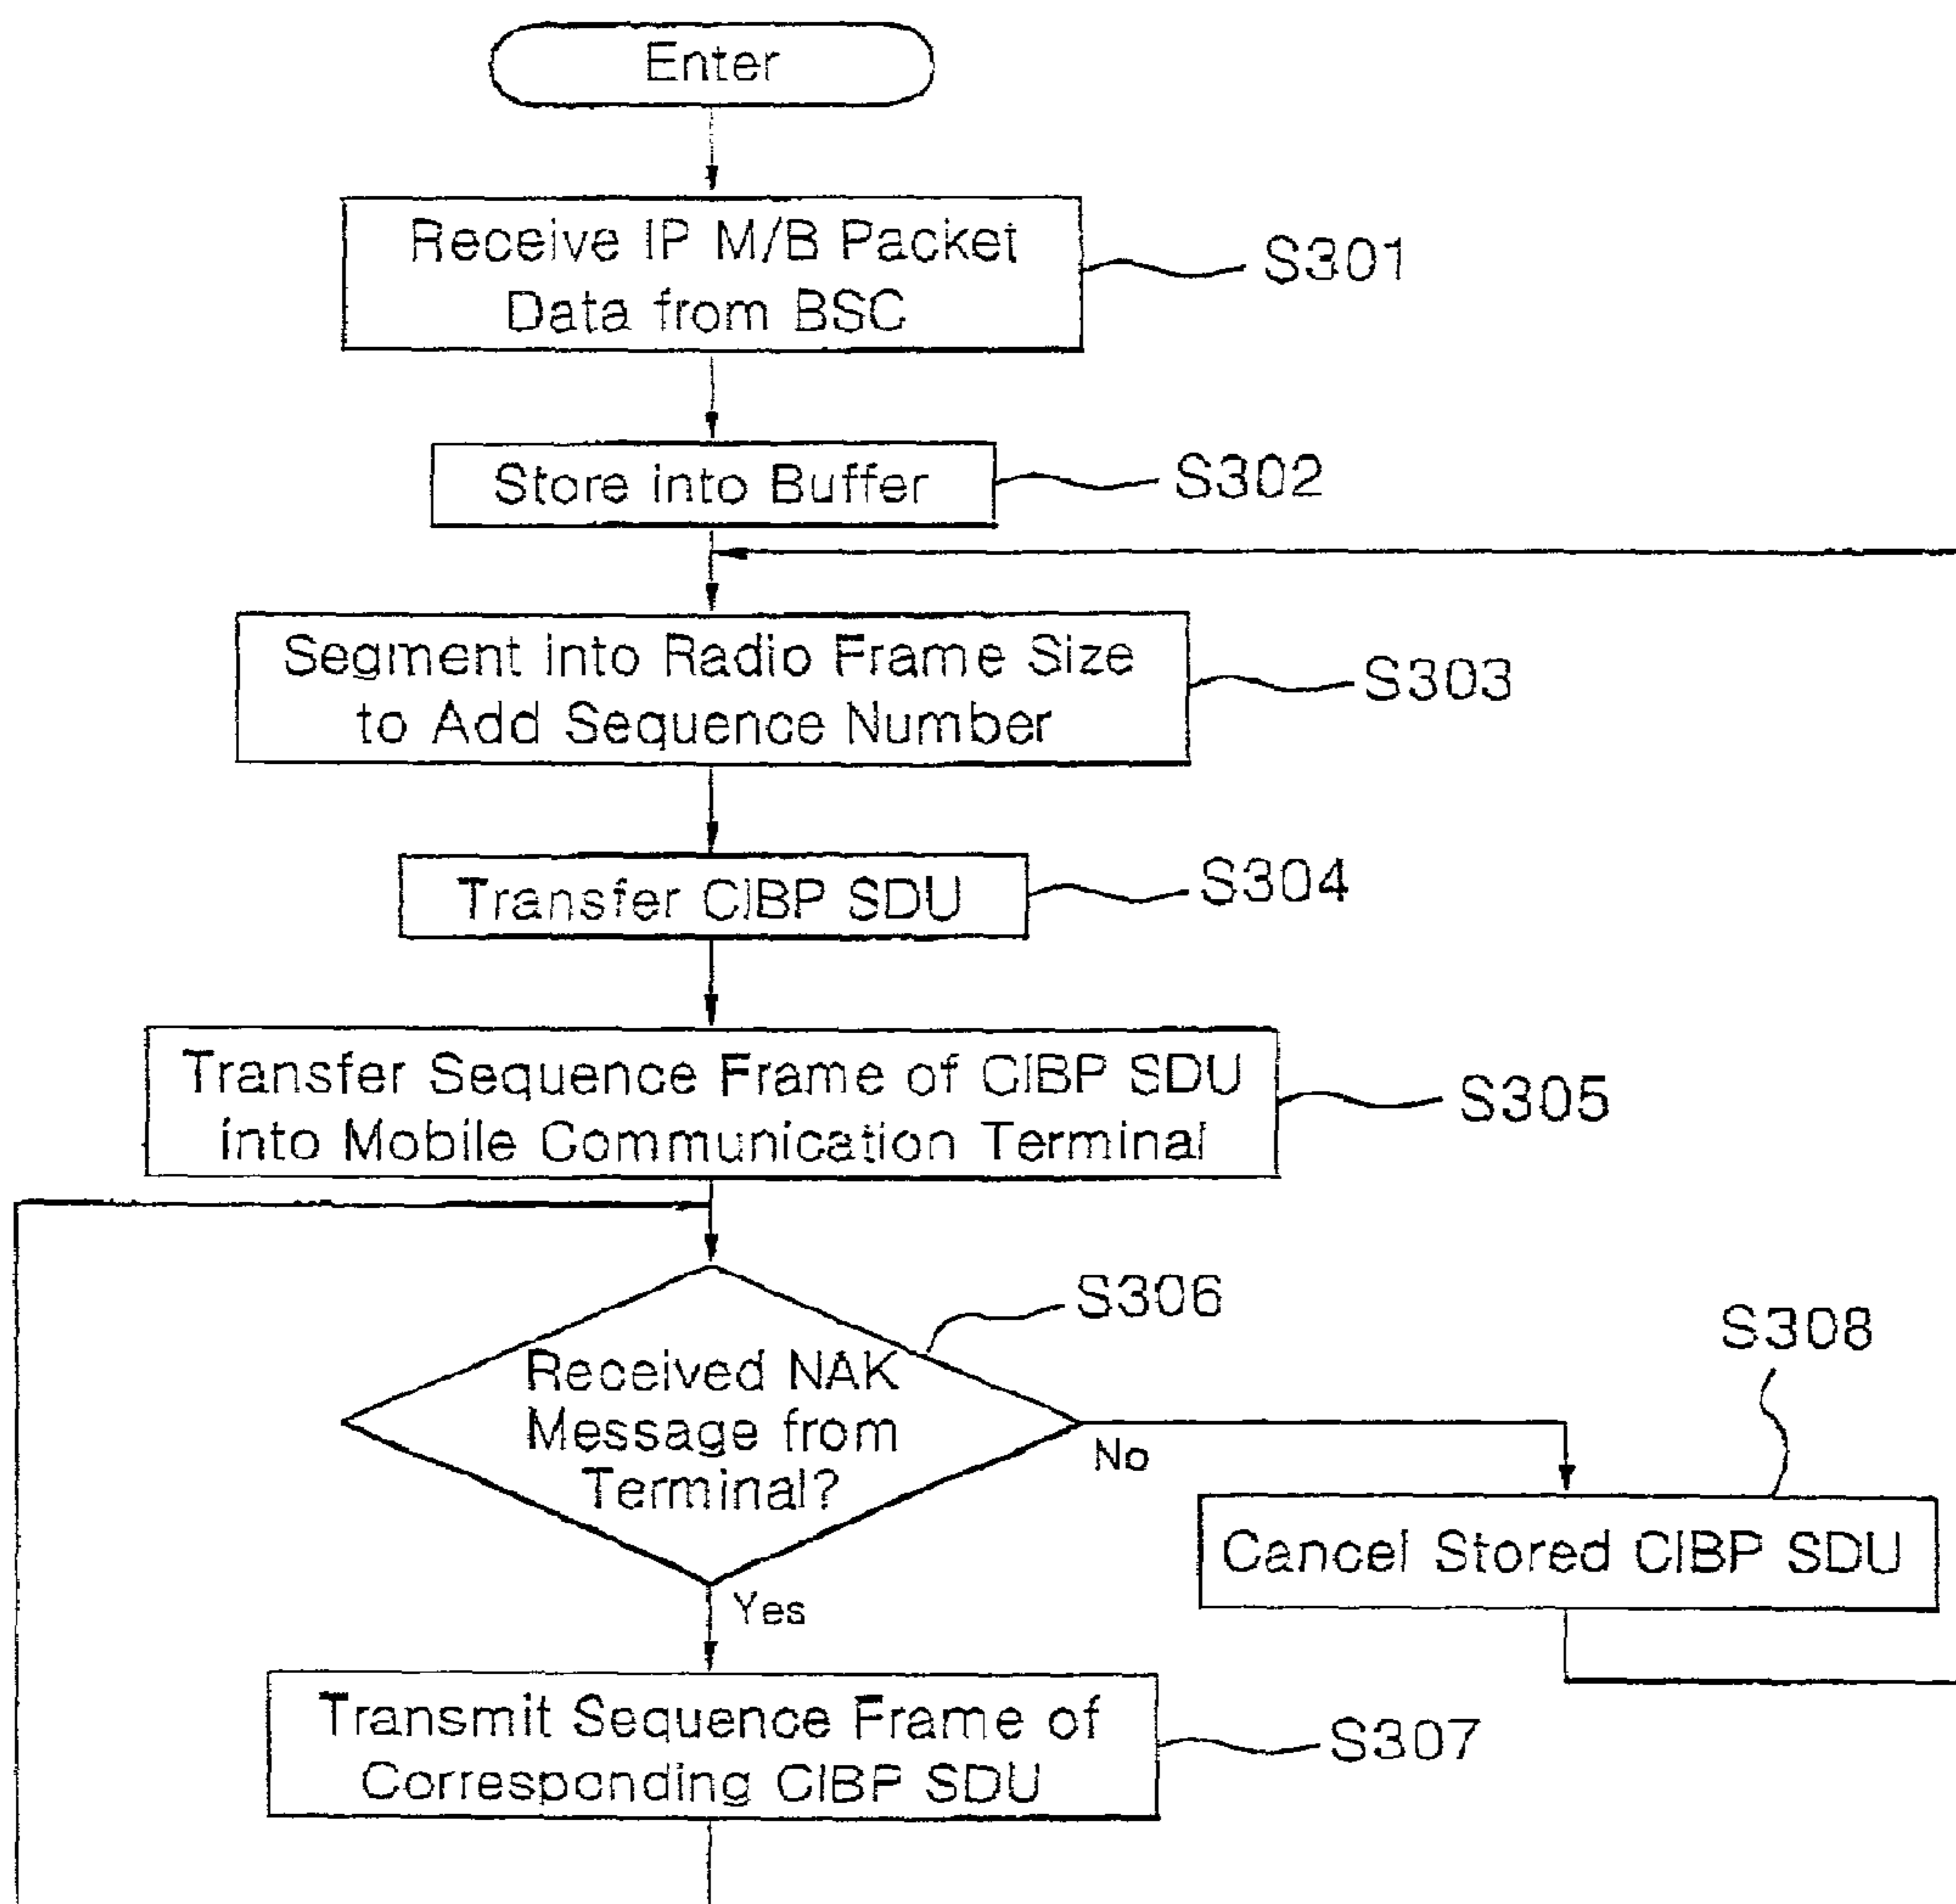 Enter
Receive IP M/B Packet
Data from BSC
S301
Store into Buffer
S302
Segment into Radio Frame Size
to Add Sequence Number
S303
Transfer CIBP SDU
S304
Transfer Sequence Frame of CIBP SDU
into Mobile Communication Terminal
S305
Received NAK
Message from
Terminal?
S306
No
S308
Cancel Stored CIBP SDU
Yes
Transmit Sequence Frame of
Corresponding CIBP SDU
S307